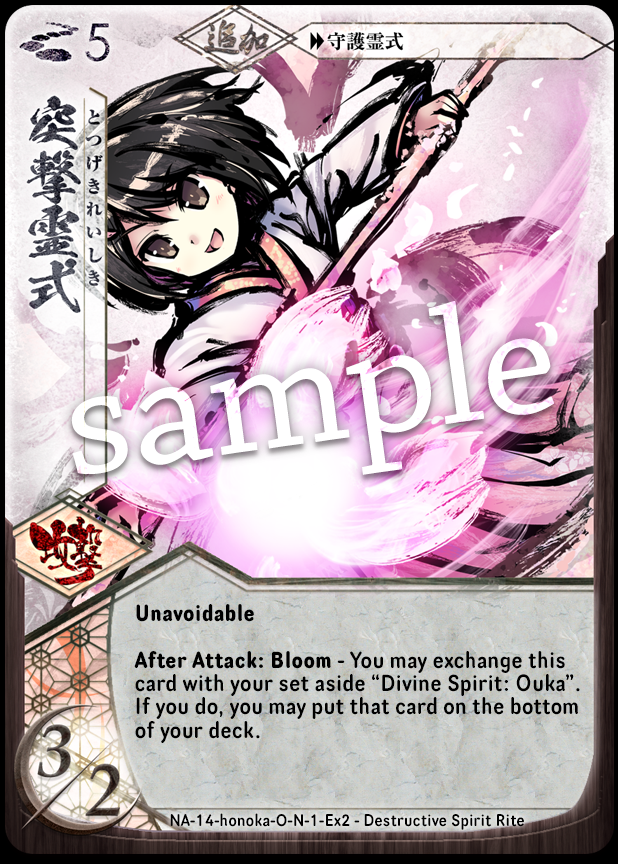 5
追加
守護霊式
突撃霊式
とつげきれいしき
sample
攻撃
Unavoidable
After Attack: Bloom - You may exchange this
card with your set aside “Divine Spirit: Ouka”.
If you do, you may put that card on the bottom
of your deck.
3/2
NA-14-honoka-O-N-1-Ex2 - Destructive Spirit Rite